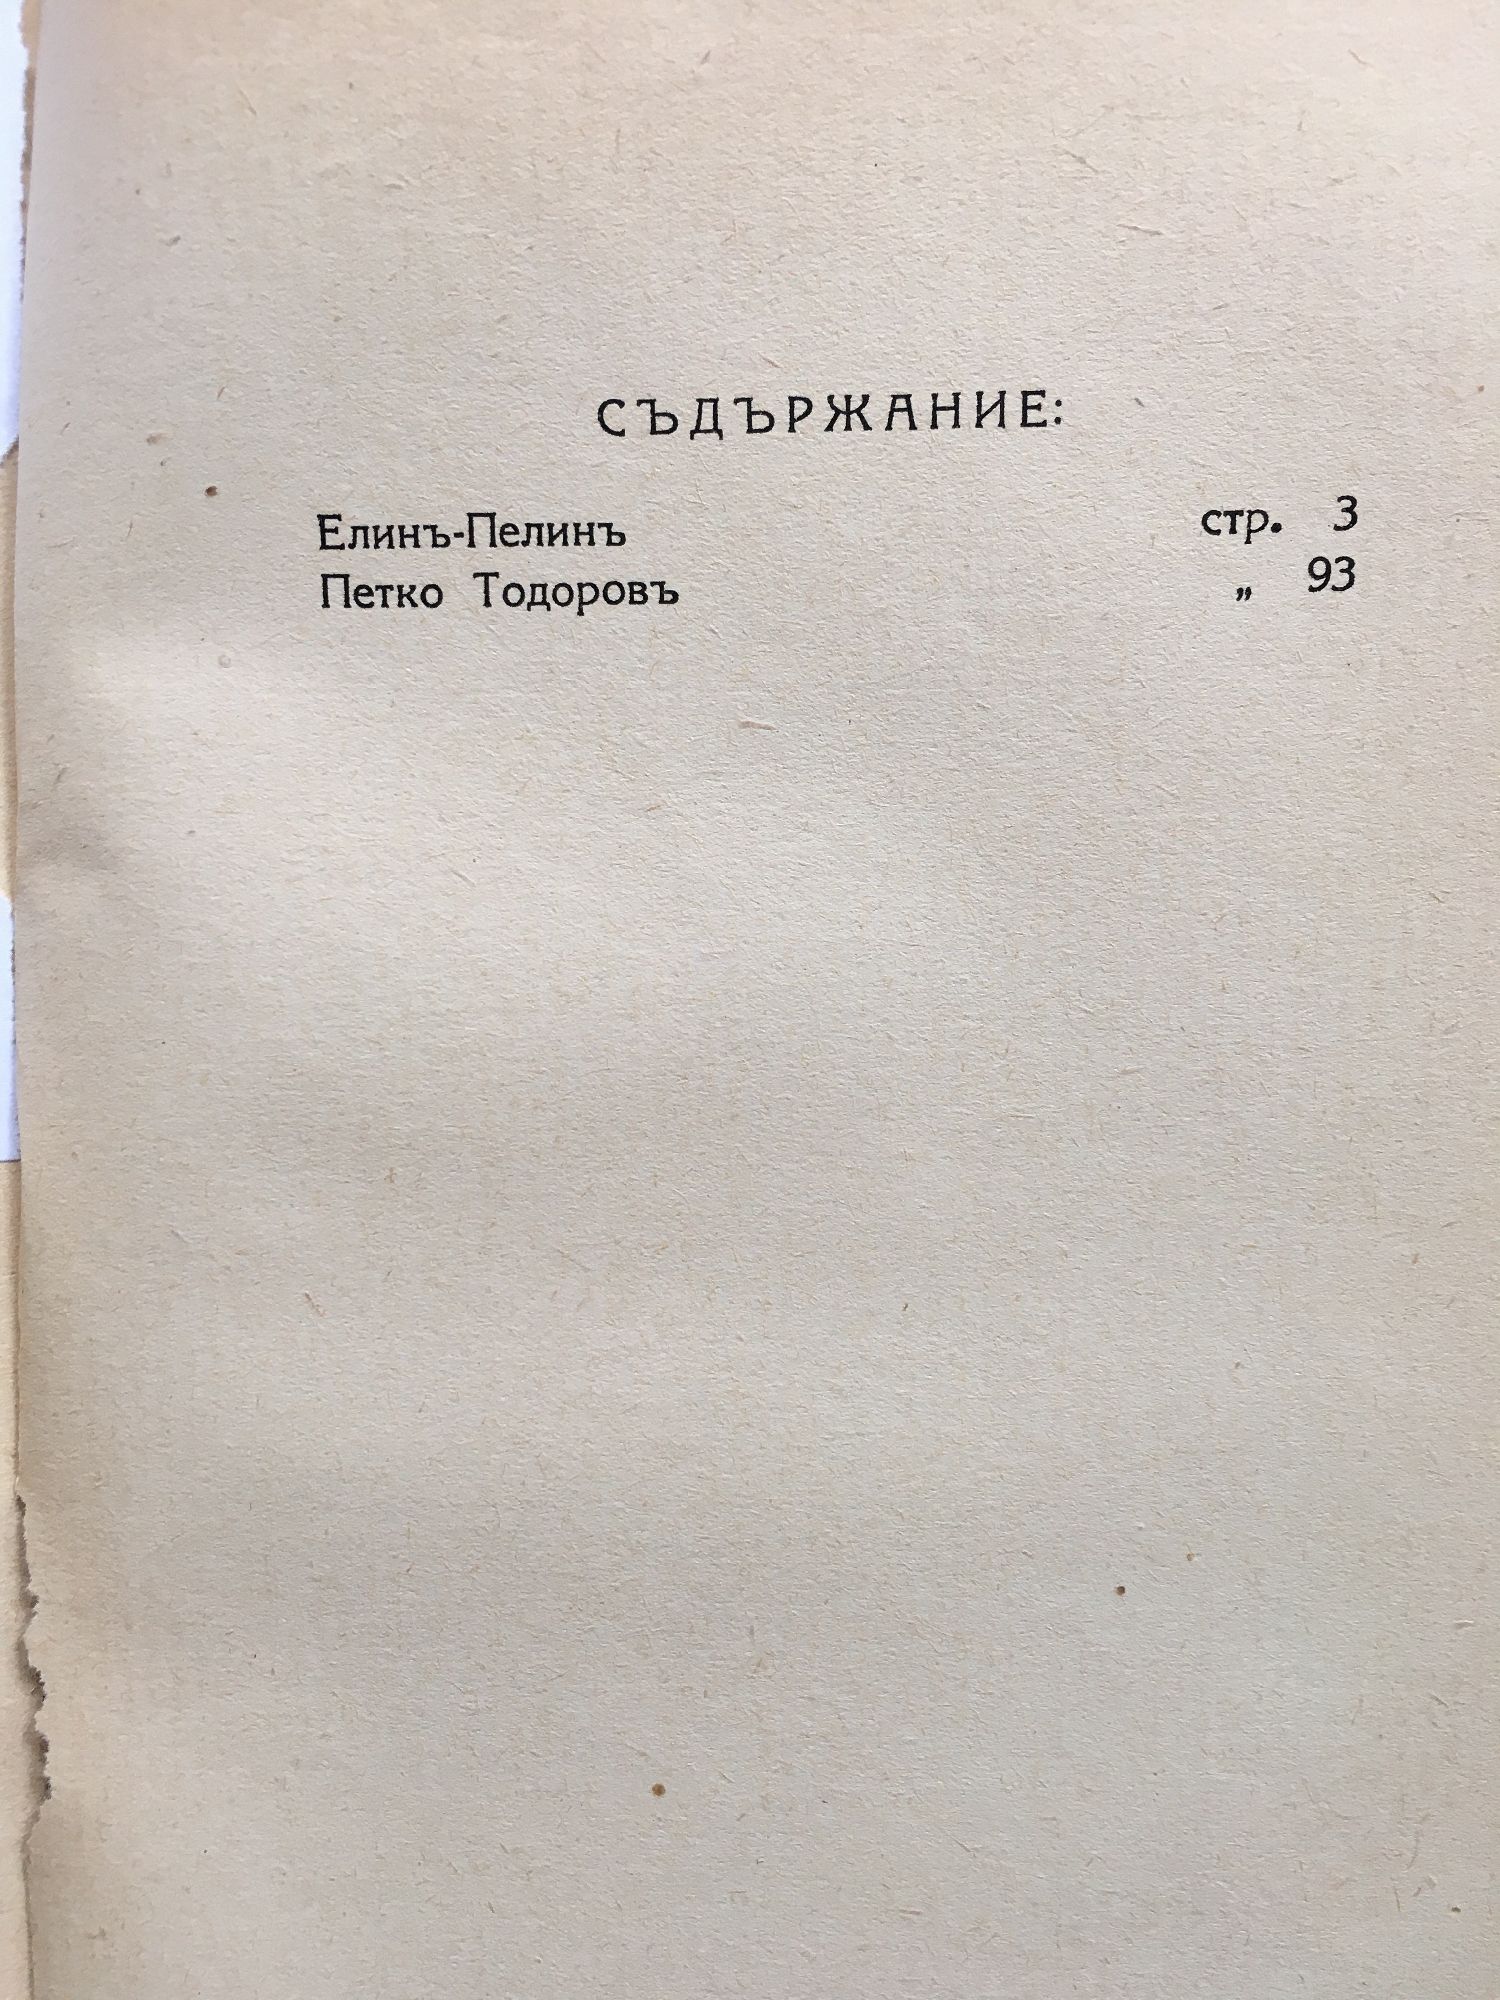 СЪДЪРЖАНИЕ:
Елинъ-Пелинъ стр. 3
Петко Тодоровъ „ 93